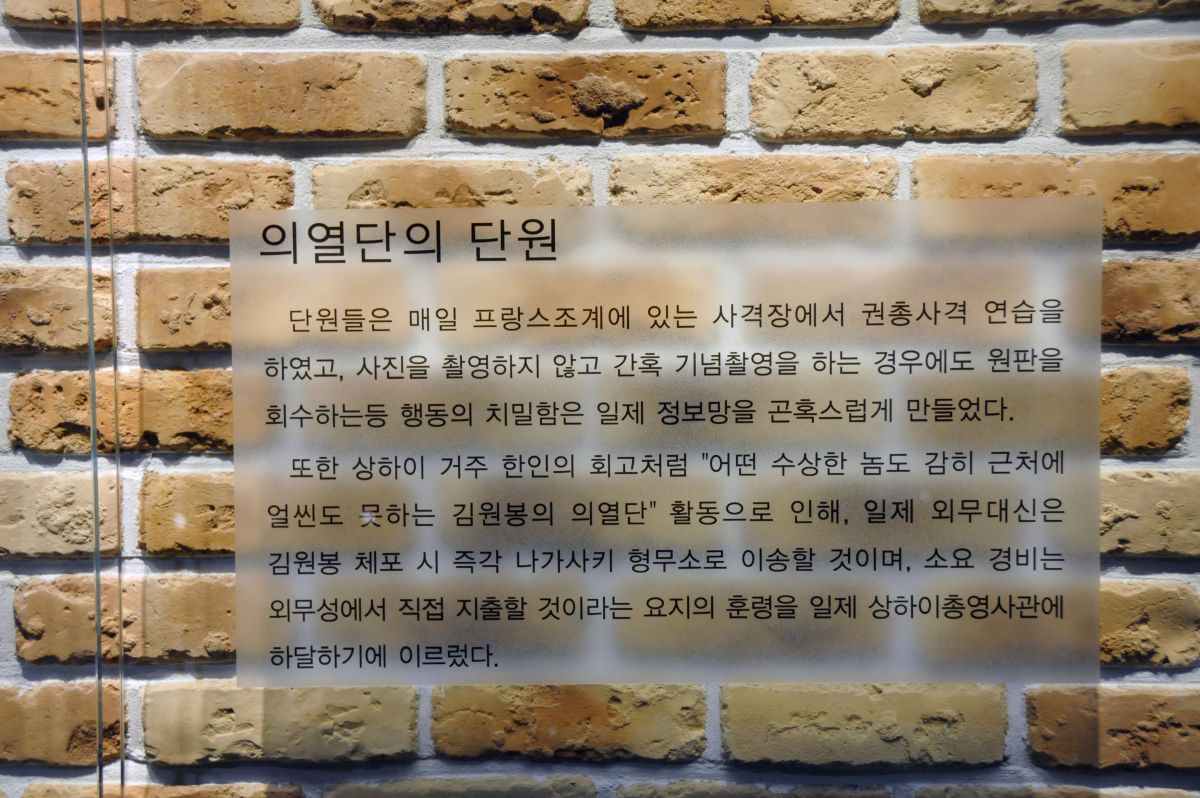 의열단의 단원
단원들은 매일 프랑스조계에 있는 사격장에서 권총사격 연습을
하였고, 사진을 촬영하지 않고 간혹 기념촬영을 하는 경우에도 원판을
회수하는등 행동의 치밀함은 일제 정보망을 곤혹스럽게 만들었다.
또한 상하이 거주 한인의 회고처럼 "어떤 수상한 놈도 감히 근처에
얼씬도 못하는 김원봉의 의열단" 활동으로 인해, 일제 외무대신은
김원봉 체포 시 즉각 나가사키 형무소로 이송할 것이며, 소요 경비는
외무성에서 직접 지출할 것이라는 요지의 훈령을 일제 상하이총영사관에
하달하기에 이르렀다.